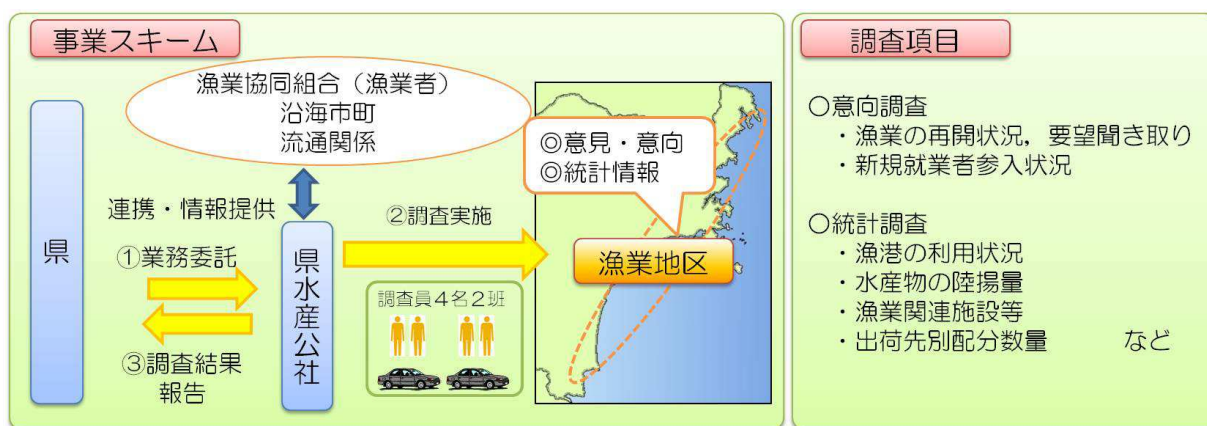 事業スキーム
漁業協同組合（漁業者）
沿海市町
流通関係
◎意見・意向
◎統計情報
連携・情報提供
②調査実施
県
①業務委託
県水産公社
漁業地区
調査員４名２班
③調査結果
報告
調査項目
○意向調査
・漁業の再開状況，要望聞き取り
・新規就業者参入状況
○統計調査
・漁港の利用状況
・水産物の陸揚量
・漁業関連施設等
・出荷先別配分数量　　　など